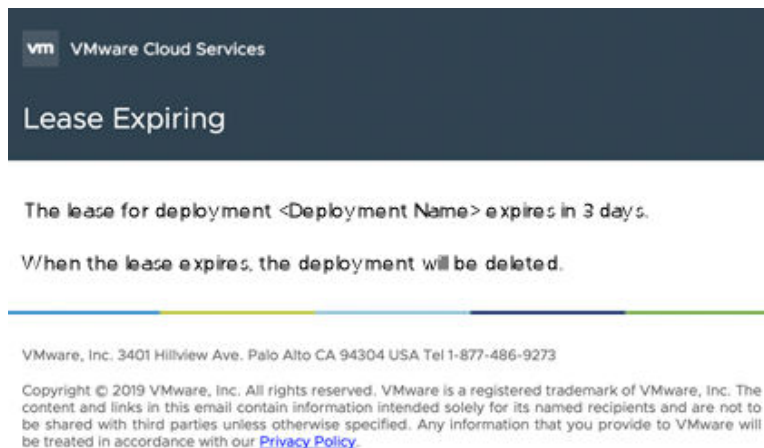 vm VMware Cloud Services
Lease Expiring
The lease for deployment <Deployment Name> expires in 3 days.
When the lease expires, the deployment will be deleted.
VMware, Inc. 3401 Hillview Ave. Palo Alto CA 94304 USA Tel 1-877-486-9273
Copyright © 2019 VMware, Inc. All rights reserved. VMware is a registered trademark of VMware, Inc. The
content and links in this email contain information intended solely for its named recipients and are not to
be shared with third parties unless otherwise specified. Any information that you provide to VMware will
be treated in accordance with our Privacy Policy.